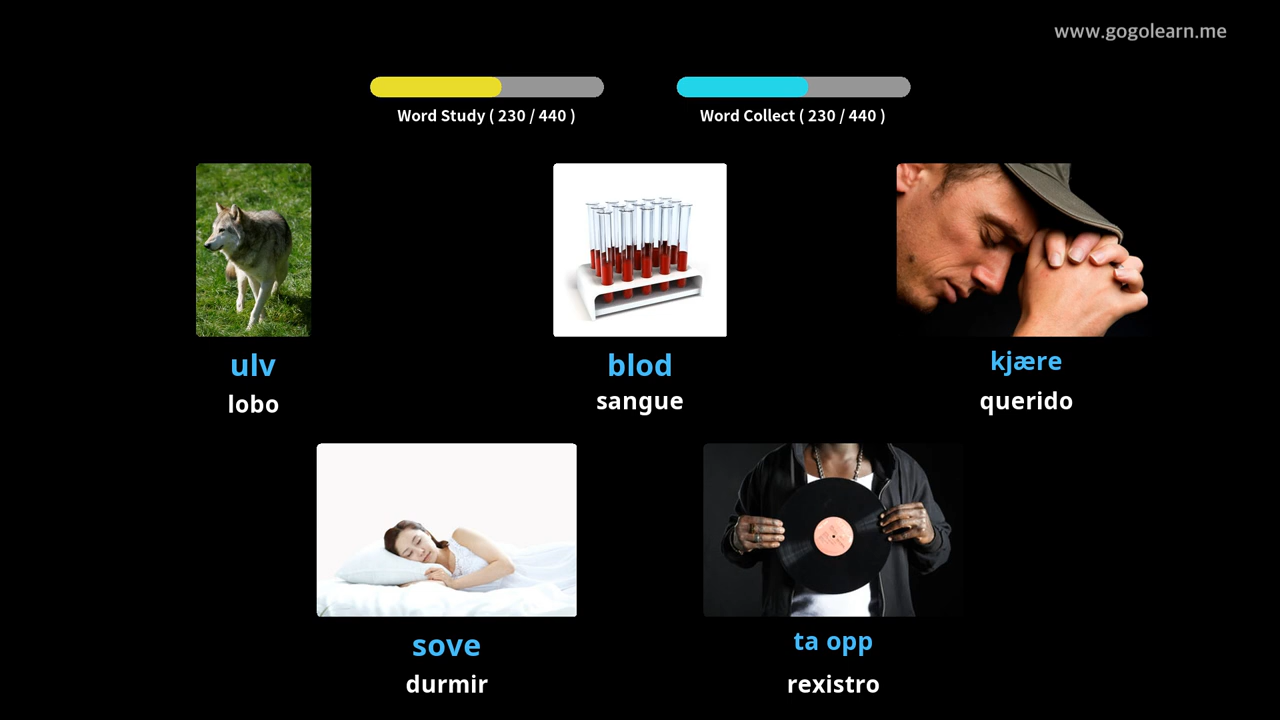 www.gogolearn.me
Word Study ( 230 / 440 )
Word Collect ( 230 / 440 )
ulv
lobo
blod
sangue
kjære
querido
sove
durmir
ta opp
rexistro